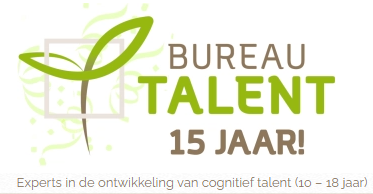 BUREAU
TALENT
15 JAAR!
Experts in de ontwikkeling van cognitief talent (10 – 18 jaar)